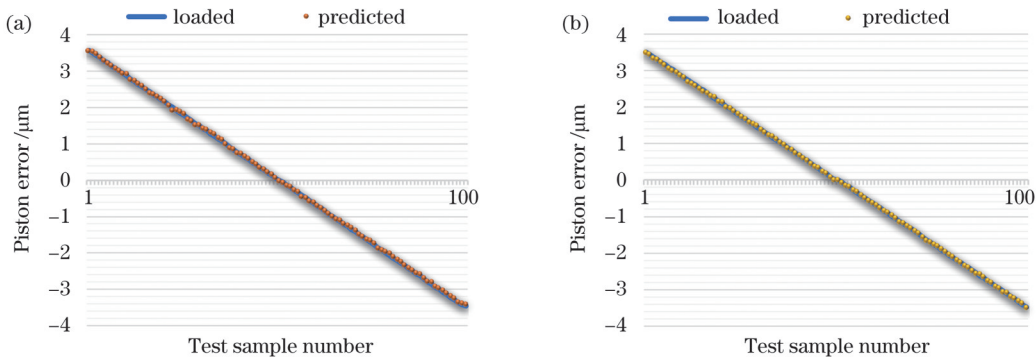 (a)
loaded predicted
Piston error /μm
4
3
2
1
0
−1
−2
−3
−4
1 100
Test sample number
(b)
loaded predicted
Piston error /μm
4
3
2
1
0
−1
−2
−3
−4
1 100
Test sample number